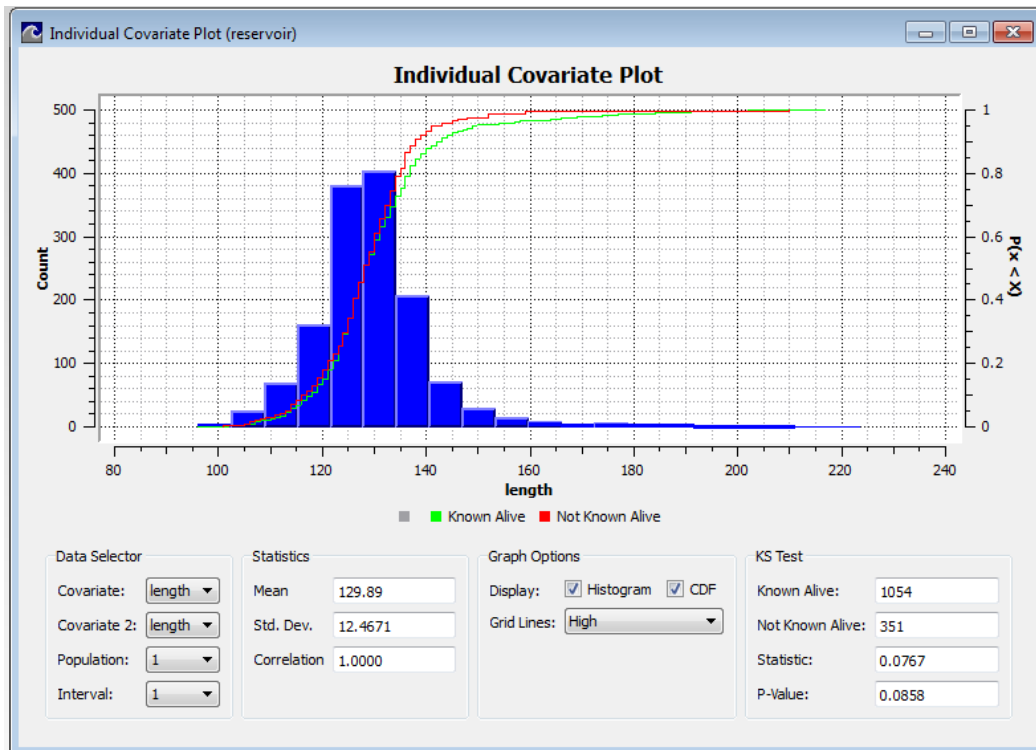 Individual Covariate Plot (reservoir)
Individual Covariate Plot
500
400
300
200
100
0
Count
1
0.8
0.6
0.4
0.2
0
P(x < X)
80 100 120 140 160 180 200 220 240
length
Known Alive Not Known Alive
Data Selector
Covariate: length
Covariate 2: length
Population: 1
Interval: 1
Statistics
Mean 129.89
Std. Dev. 12.4671
Correlation 1.0000
Graph Options
Display: Histogram CDF
Grid Lines: High
KS Test
Known Alive: 1054
Not Known Alive: 351
Statistic: 0.0767
P-Value: 0.0858